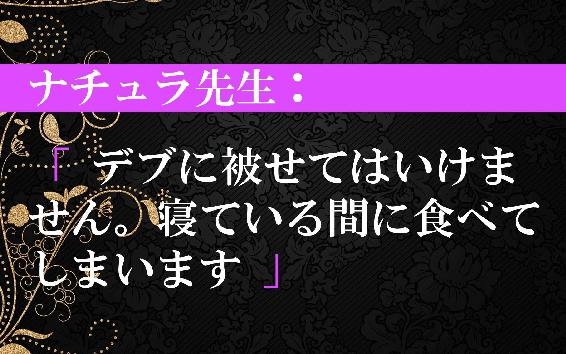 ナチュラ先生：
「 デブに被せてはいけま
せん。寝ている間に食べて
しまいます 」